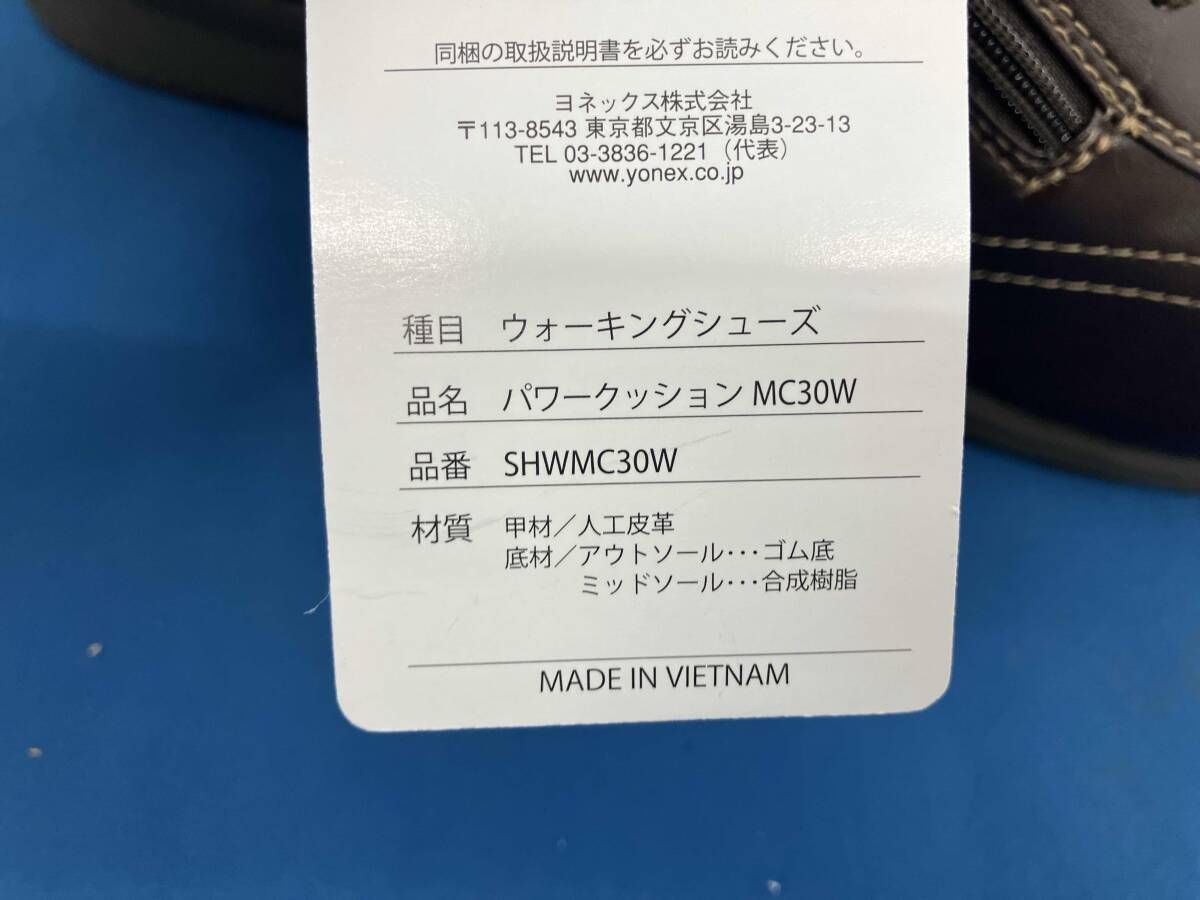 同梱の取扱説明書を必ずお読みください。
ヨネックス株式会社
〒113-8543 東京都文京区湯島3-23-13
TEL 03-3836-1221（代表）
www.yonex.co.jp
種目 ウォーキングシューズ
品名 パワークッション MC30W
品番 SHWMC30W
材質 甲材／人工皮革
底材／アウトソール･･･ゴム底
ミッドソール･･･合成樹脂
MADE IN VIETNAM